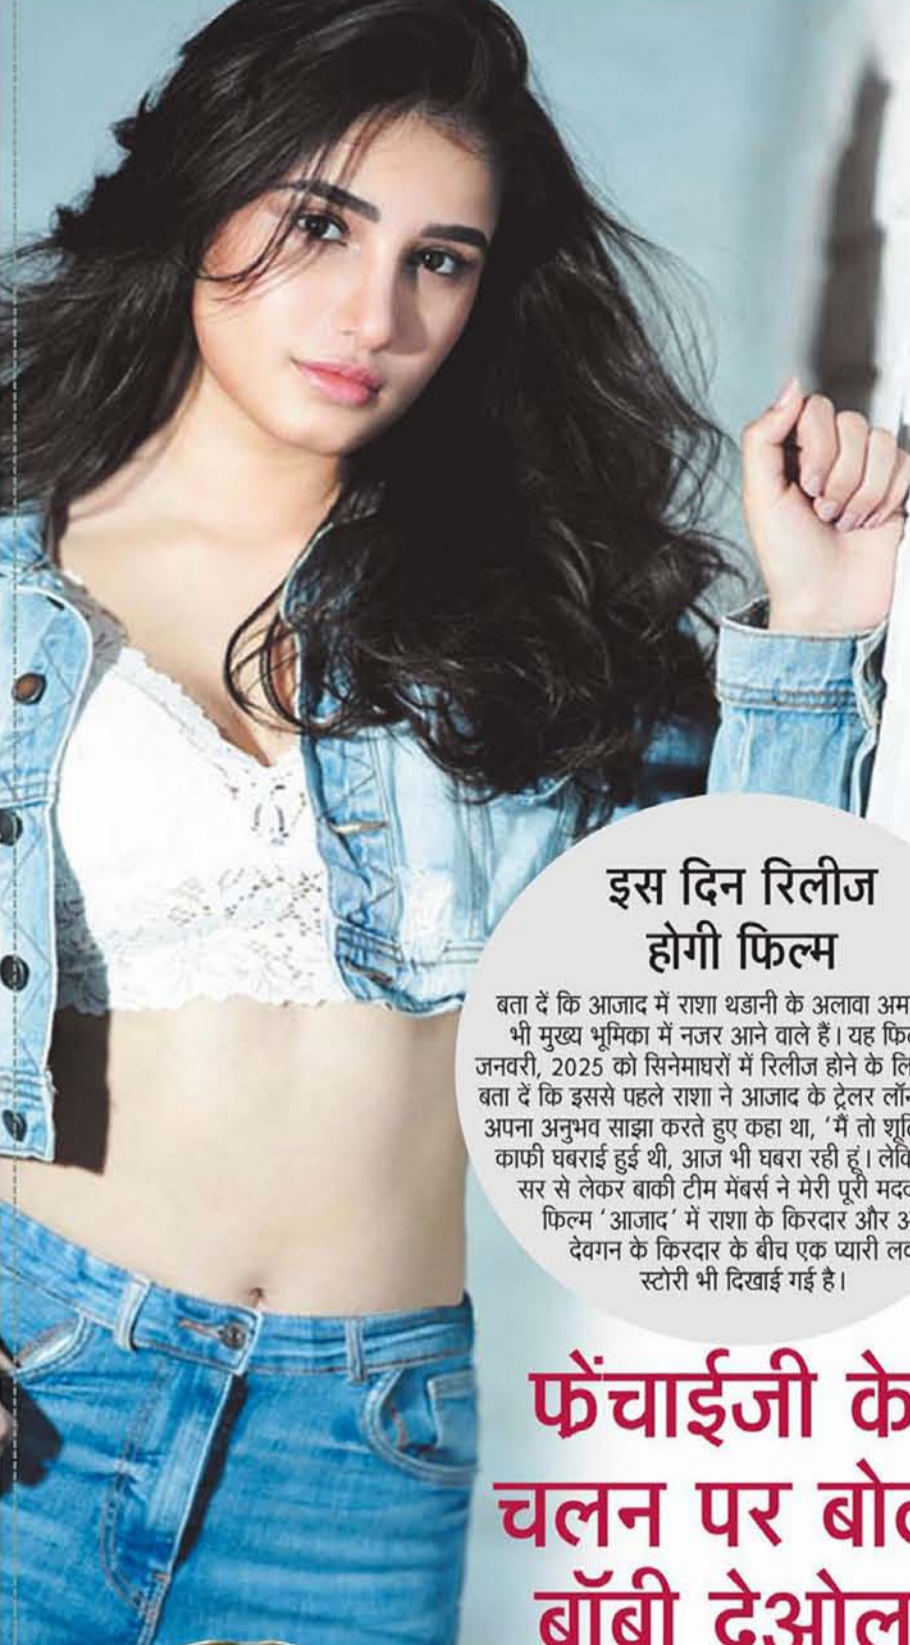 इस दिन रिलीज
होगी फिल्म
बता दें कि आजाद में राशा थडानी के अलावा
भी मुख्य भूमिका में नजर आने वाले हैं। यह
जनवरी, 2025 को सिनेमाघरों में रिलीज होने के
बता दें कि इससे पहले राशा ने आजाद के ट्रेलर
अपना अनुभव साझा करते हुए कहा था, ‘मैं तो
काफी घबराई हुई थी, आज भी घबरा रही हूं।
सर से लेकर बाकी टीम मेंबर्स ने मेरी पूरी
फिल्म ‘आजाद’ में राशा के किरदार और
देवगन के किरदार के बीच एक प्यारी
स्टोरी भी दिखाई गई है।
फ्रेंचाईजी के
चलन पर
बॉबी देओल